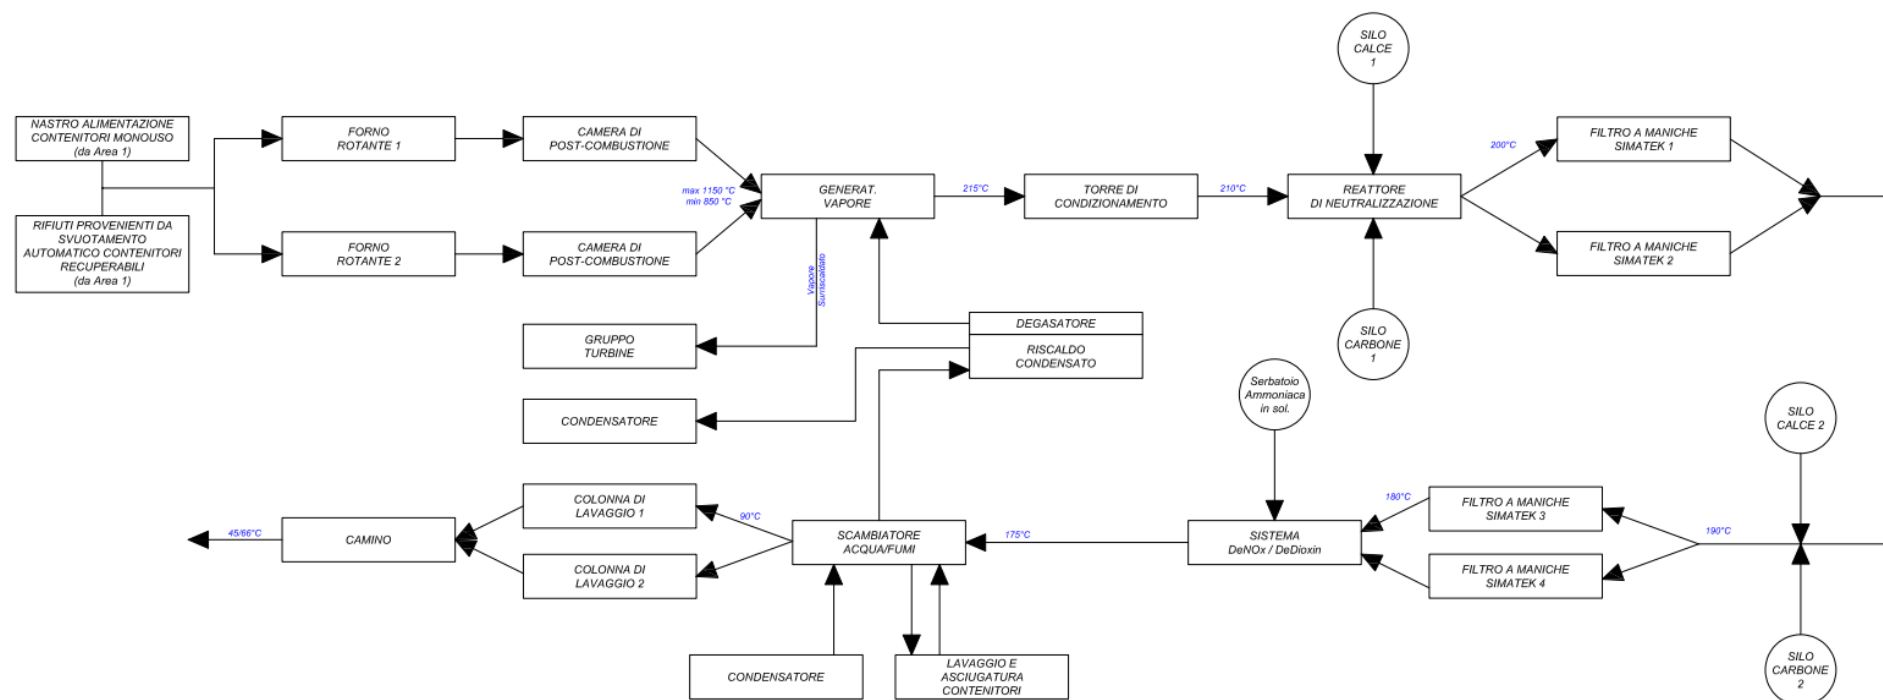 SILO
CALCE
1
NASTRO ALIMENTAZIONE
CONTENITORI MONOUSO
(da Area 1)
FORNO
ROTANTE 1
CAMERA DI
POST-COMBUSTIONE
FILTRO A MANICHE
SIMATEK 1
200°C
max 1150 °C
min 850 °C
GENERAT.
VAPORE
215°C
TORRE DI
CONDIZIONAMENTO
210°C
REATTORE
DI NEUTRALIZZAZIONE
RIFIUTI PROVENIENTI DA
SVUOTAMENTO
AUTOMATICO CONTENITORI
RECUPERABILI
(da Area 1)
FORNO
ROTANTE 2
CAMERA DI
POST-COMBUSTIONE
FILTRO A MANICHE
SIMATEK 2
Vapore
Surriscaldato
GRUPPO
TURBINE
DEGASATORE
RISCALDO
CONDENSATO
SILO
CARBONE
1
CONDENSATORE
Serbatoio
Ammoniaca
in sol.
SILO
CALCE 2
COLONNA DI
LAVAGGIO 1
90°C
180°C
FILTRO A MANICHE
SIMATEK 3
45/66°C
CAMINO
SCAMBIATORE
ACQUA/FUMI
175°C
SISTEMA
DeNOx / DeDioxin
190°C
COLONNA DI
LAVAGGIO 2
FILTRO A MANICHE
SIMATEK 4
CONDENSATORE
LAVAGGIO E
ASCIUGATURA
CONTENITORI
SILO
CARBONE
2